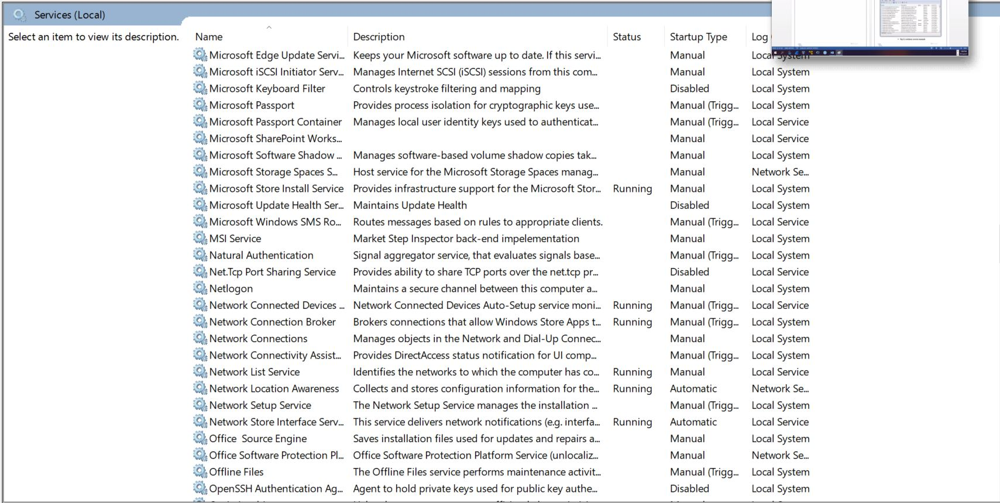 Services (Local)
Select an item to view its description.
Name Description Status Startup Type Log
Microsoft Edge Update Servi... Keeps your Microsoft software up to date. If this servi... Manual Local System
Microsoft iSCSI Initiator Serv... Manages Internet SCSI (iSCSI) sessions from this com... Manual Local System
Microsoft Keyboard Filter Controls keystroke filtering and mapping Disabled Local System
Microsoft Passport Provides process isolation for cryptographic keys use... Manual (Trigg... Local System
Microsoft Passport Container Manages local user identity keys used to authenticat... Manual (Trigg... Local Service
Microsoft SharePoint Works... Manual Local Service
Microsoft Software Shadow ... Manages software-based volume shadow copies tak... Manual Local System
Microsoft Storage Spaces S... Host service for the Microsoft Storage Spaces manag... Manual Network Se...
Microsoft Store Install Service Provides infrastructure support for the Microsoft Stor... Running Manual Local System
Microsoft Update Health Ser... Maintains Update Health Disabled Local System
Microsoft Windows SMS Ro... Routes messages based on rules to appropriate clients. Manual (Trigg... Local Service
MSI Service Market Step Inspector back-end impelementation Manual Local System
Natural Authentication Signal aggregator service, that evaluates signals base... Manual (Trigg... Local System
Net.Tcp Port Sharing Service Provides ability to share TCP ports over the net.tcp pr... Disabled Local Service
Netlogon Maintains a secure channel between this computer a... Manual Local System
Network Connected Devices ... Network Connected Devices Auto-Setup service moni... Running Manual (Trigg... Local Service
Network Connection Broker Brokers connections that allow Windows Store Apps t... Running Manual (Trigg... Local System
Network Connections Manages objects in the Network and Dial-Up Connec... Manual Local System
Network Connectivity Assist... Provides DirectAccess status notification for UI comp... Manual (Trigg... Local System
Network List Service Identifies the networks to which the computer has co... Running Manual Local Service
Network Location Awareness Collects and stores configuration information for the... Running Automatic Network Se...
Network Setup Service The Network Setup Service manages the installation ... Manual (Trigg... Local System
Network Store Interface Serv... This service delivers network notifications (e.g. interfa... Running Automatic Local Service
Office  Source Engine Saves installation files used for updates and repairs a... Manual Local System
Office Software Protection Pl... Office Software Protection Platform Service (unlocaliz... Manual Network Se...
Offline Files The Offline Files service performs maintenance activit... Manual (Trigg... Local System
OpenSSH Authentication Ag... Agent to hold private keys used for public key authe... Disabled Local System